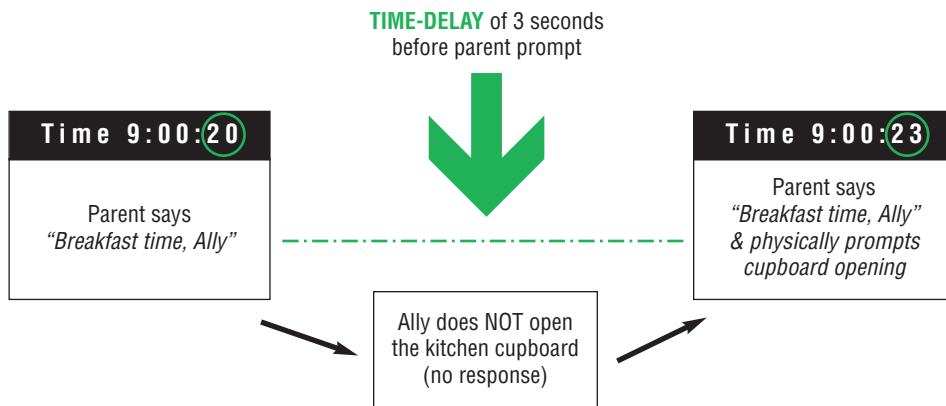 TIME-DELAY of 3 seconds
before parent prompt
Time 9:00:20
Parent says
“Breakfast time, Ally”
Time 9:00:23
Parent says
“Breakfast time, Ally”
& physically prompts
cupboard opening
Ally does NOT open
the kitchen cupboard
(no response)